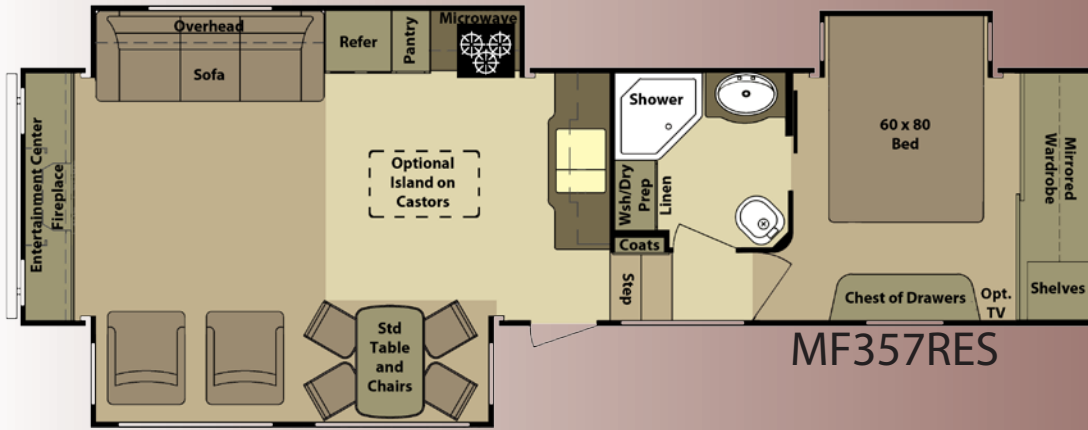 Overhead
Sofa
Refer
Pantry
Microwave
Entertainment Center
Fireplace
Optional
Island on
Castors
Shower
Wsh/Dry
Prep
Linen
Coats
Step
60 x 80
Bed
Mirrored
Wardrobe
Shelves
Chest of Drawers
Opt.
TV
Std
Table
and
Chairs
MF357RES